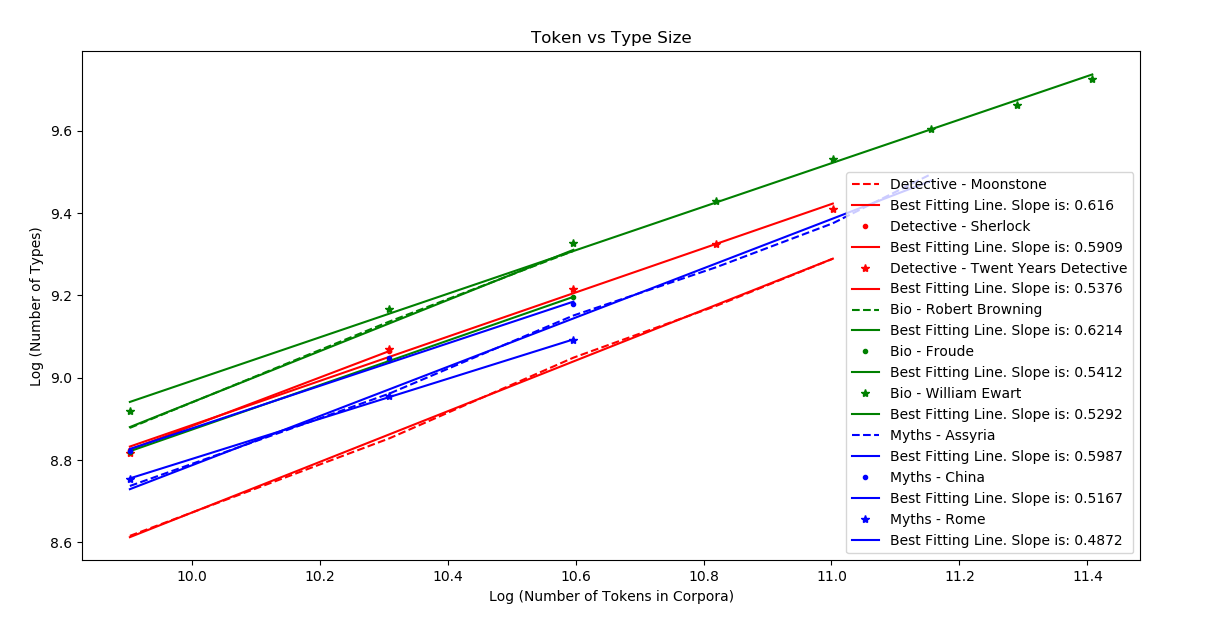 Token vs Type Size
Log (Number of Types)
9.6
9.4
9.2
9.0
8.8
8.6
Detective - Moonstone
Best Fitting Line. Slope is: 0.616
Detective - Sherlock
Best Fitting Line. Slope is: 0.5909
Detective - Twent Years Detective
Best Fitting Line. Slope is: 0.5376
Bio - Robert Browning
Best Fitting Line. Slope is: 0.6214
Bio - Froude
Best Fitting Line. Slope is: 0.5412
Bio - William Ewart
Best Fitting Line. Slope is: 0.5292
Myths - Assyria
Best Fitting Line. Slope is: 0.5987
Myths - China
Best Fitting Line. Slope is: 0.5167
Myths - Rome
Best Fitting Line. Slope is: 0.4872
10.0 10.2 10.4 10.6 10.8 11.0 11.2 11.4
Log (Number of Tokens in Corpora)